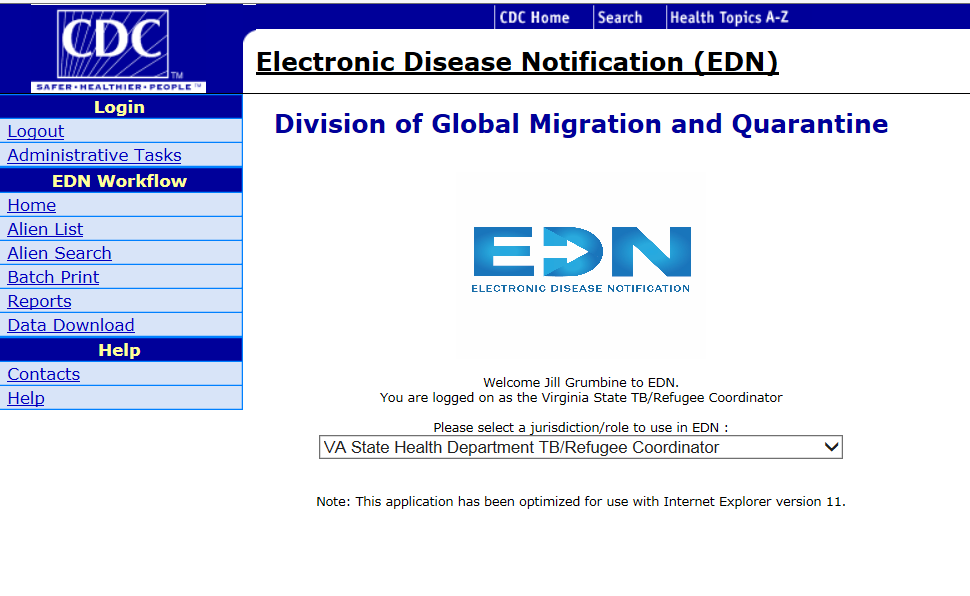 CDC Home Search Health Topics A-Z
CDC
TM
SAFER • HEALTHIER • PEOPLE™
Electronic Disease Notification (EDN)
Login
Logout
Administrative Tasks
EDN Workflow
Home
Alien List
Alien Search
Batch Print
Reports
Data Download
Help
Contacts
Help
Division of Global Migration and Quarantine
EDN
ELECTRONIC DISEASE NOTIFICATION
Welcome Jill Grumbine to EDN.
You are logged on as the Virginia State TB/Refugee Coordinator
Please select a jurisdiction/role to use in EDN :
VA State Health Department TB/Refugee Coordinator
Note: This application has been optimized for use with Internet Explorer version 11.